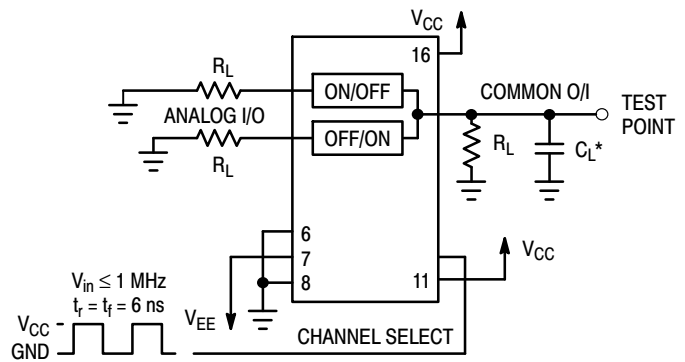 V_CC
16
R_L
ON/OFF
COMMON O/I
TEST
POINT
ANALOG I/O
OFF/ON
R_L
R_L
C_L*
6
7
8
11
V_CC
V_EE
V_in ≤ 1 MHz
t_r = t_f = 6 ns
V_CC
GND
CHANNEL SELECT